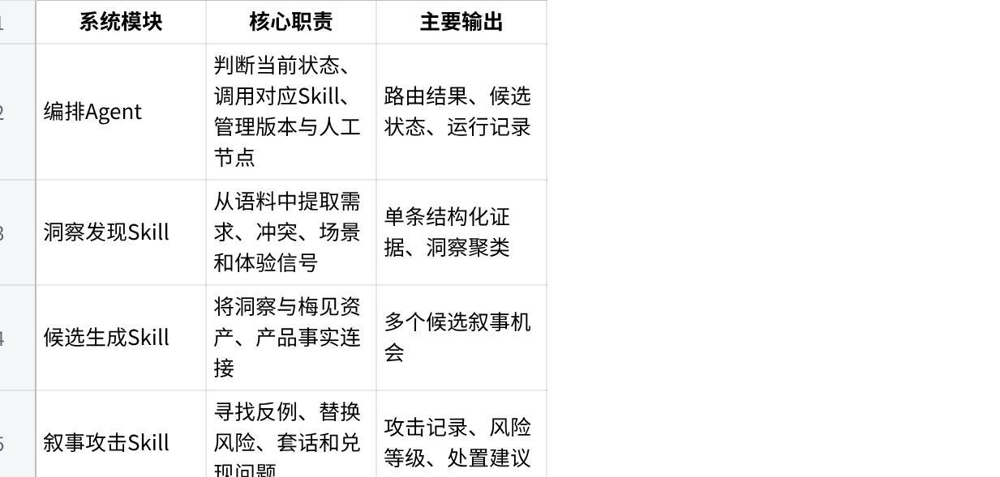 系统模块 核心职责 主要输出
编排Agent
判断当前状态、
调用对应Skill、
管理版本与人工
节点
路由结果、候选
状态、运行记录
洞察发现Skill
从语料中提取需
求、冲突、场景
和体验信号
单条结构化证
据、洞察聚类
候选生成Skill
将洞察与梅见资
产、产品事实连
接
多个候选叙事机
会
叙事攻击Skill
寻找反例、替换
风险、套话和兑
现问题
攻击记录、风险
等级、处置建议